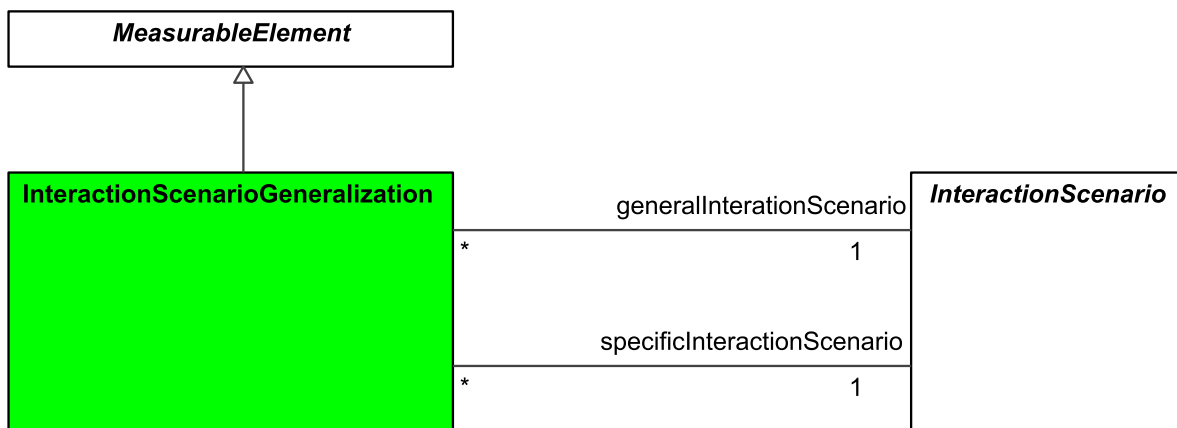 MeasurableElement
InteractionScenarioGeneralization
generalInterationScenario
InteractionScenario
*
1
specificInteractionScenario
*
1